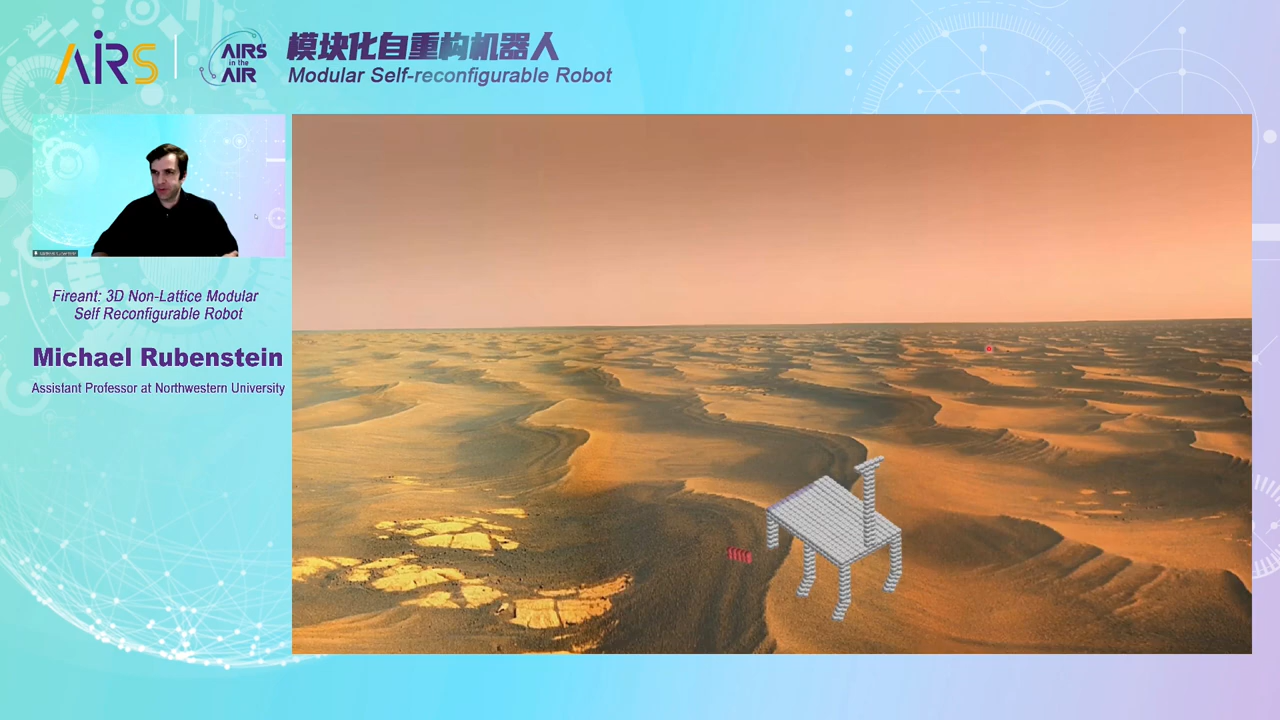 AIRS
AIRS
in the
AIR
模块化自重构机器人
Modular Self-reconfigurable Robot
Fireant: 3D Non-Lattice Modular
Self Reconfigurable Robot
Michael Rubenstein
Assistant Professor at Northwestern University